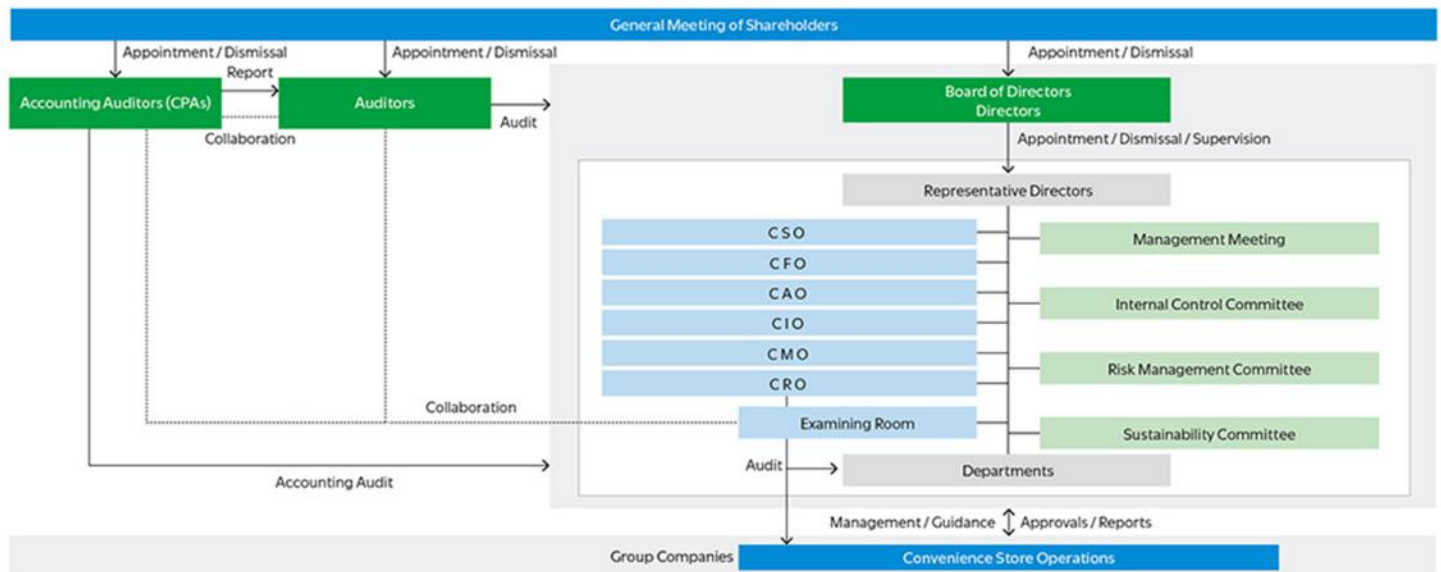 General Meeting of Shareholders
Appointment / Dismissal
Appointment / Dismissal
Appointment / Dismissal
Report
Accounting Auditors (CPAs)
Auditors
Board of Directors
Directors
Audit
Collaboration
Appointment / Dismissal / Supervision
Representative Directors
CSO
Management Meeting
CFO
CAO
Internal Control Committee
CIO
CMO
Risk Management Committee
CRO
Collaboration
Examining Room
Sustainability Committee
Audit
Departments
Accounting Audit
Management / Guidance
Approvals / Reports
Group Companies
Convenience Store Operations